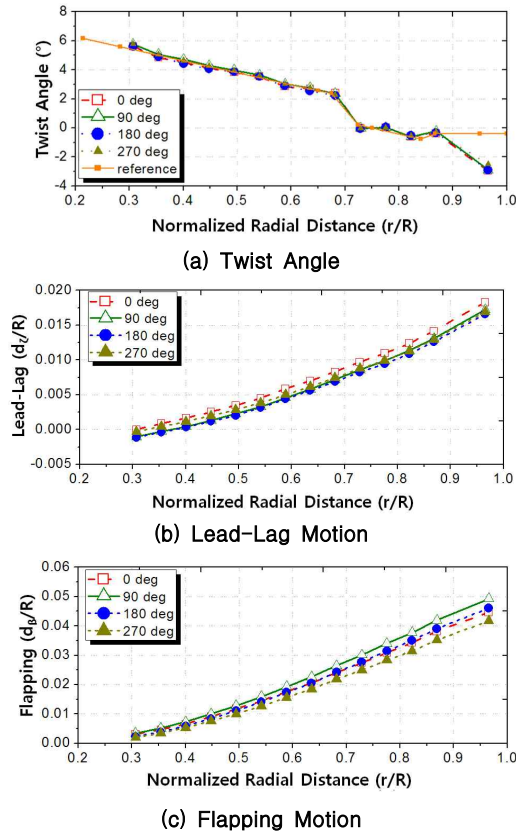 6
4
2
0
-2
-4
Twist Angle (°)
0 deg
90 deg
180 deg
270 deg
reference
0.2 0.3 0.4 0.5 0.6 0.7 0.8 0.9 1.0
Normalized Radial Distance (r/R)
(a) Twist Angle
0.020
0.015
0.010
0.005
0.000
-0.005
Lead-Lag (dζ/R)
0 deg
90 deg
180 deg
270 deg
0.2 0.3 0.4 0.5 0.6 0.7 0.8 0.9 1.0
Normalized Radial Distance (r/R)
(b) Lead-Lag Motion
0.06
0.05
0.04
0.03
0.02
0.01
0.00
Flapping (dβ/R)
0 deg
90 deg
180 deg
270 deg
0.2 0.3 0.4 0.5 0.6 0.7 0.8 0.9 1.0
Normalized Radial Distance (r/R)
(c) Flapping Motion